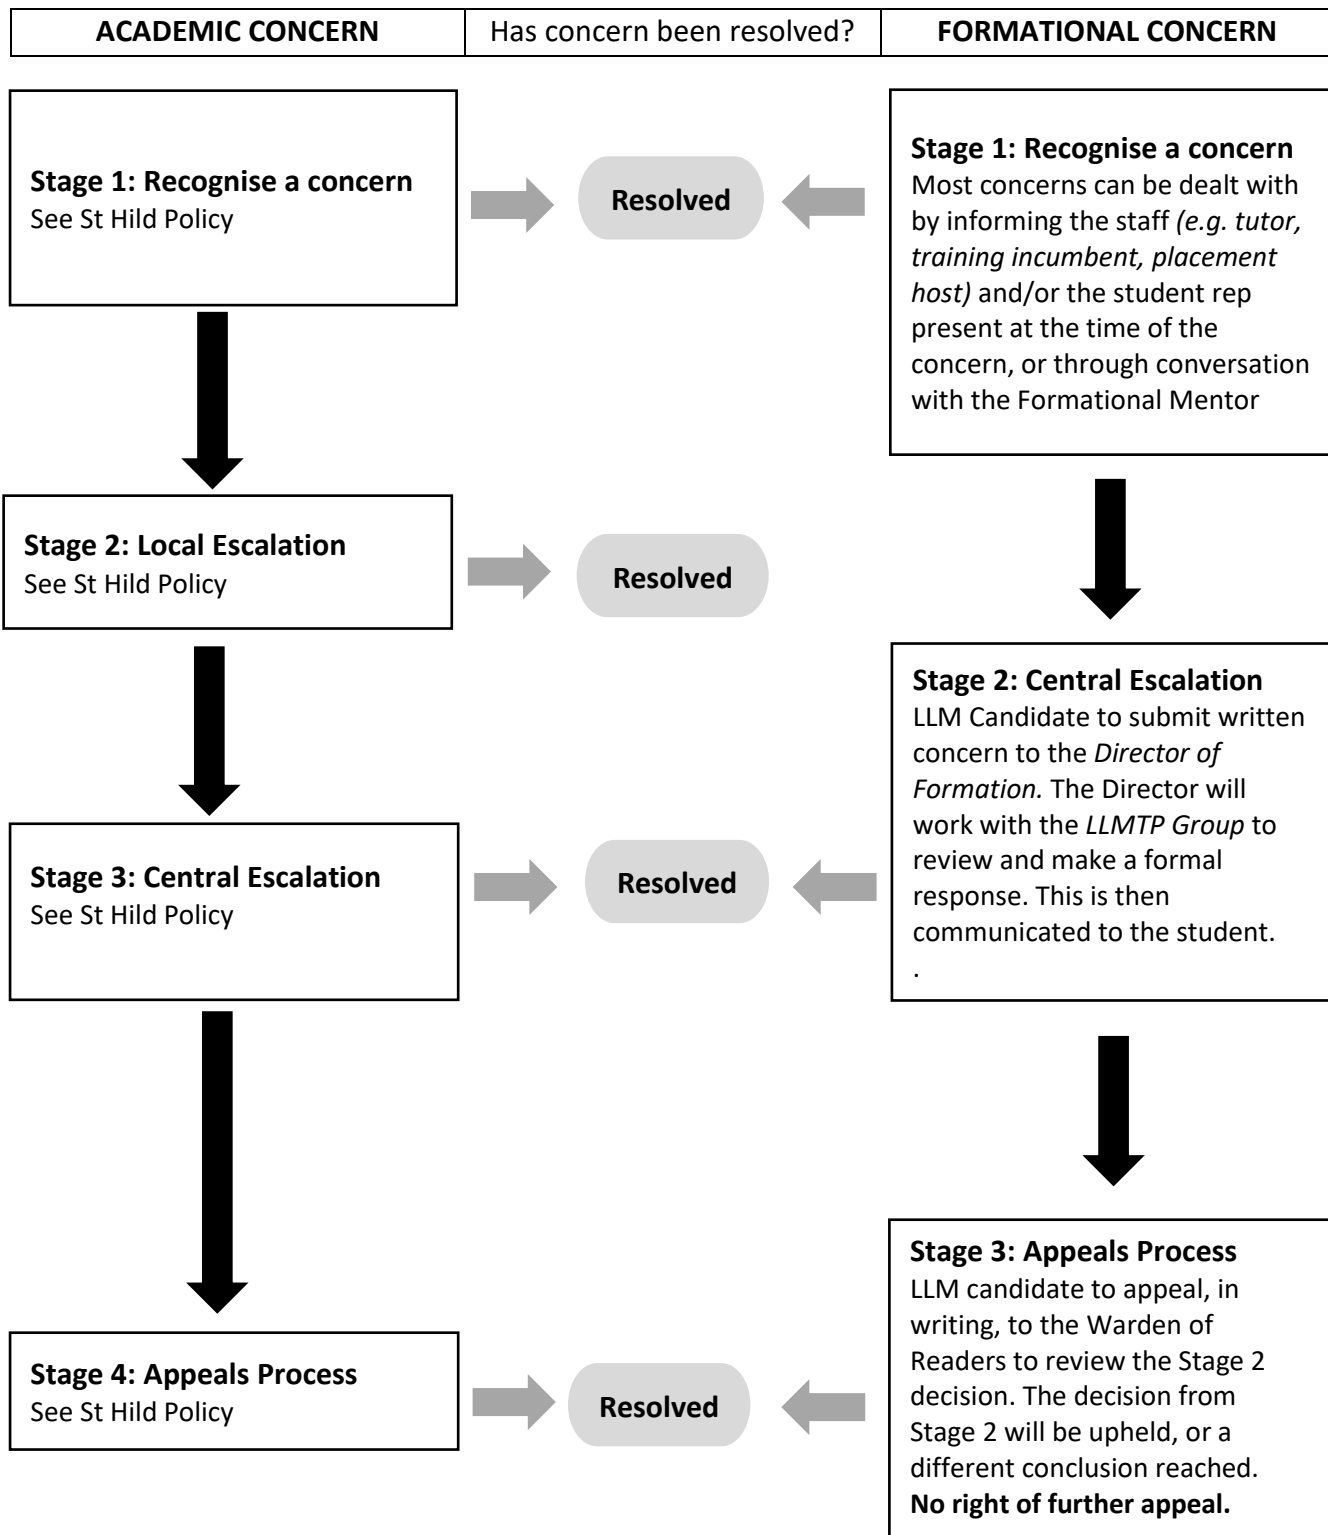 ACADEMIC CONCERN
Has concern been resolved?
FORMATIONAL CONCERN
Stage 1: Recognise a concern
See St Hild Policy
Resolved
Stage 1: Recognise a concern
Most concerns can be dealt with
by informing the staff (e.g. tutor,
training incumbent, placement
host) and/or the student rep
present at the time of the
concern, or through conversation
with the Formational Mentor
Stage 2: Local Escalation
See St Hild Policy
Resolved
Stage 2: Central Escalation
LLM Candidate to submit written
concern to the Director of
Formation. The Director will
work with the LLMTP Group to
review and make a formal
response. This is then
communicated to the student.
.
Stage 3: Central Escalation
See St Hild Policy
Resolved
Stage 3: Appeals Process
LLM candidate to appeal, in
writing, to the Warden of
Readers to review the Stage 2
decision. The decision from
Stage 2 will be upheld, or a
different conclusion reached.
No right of further appeal.
Stage 4: Appeals Process
See St Hild Policy
Resolved